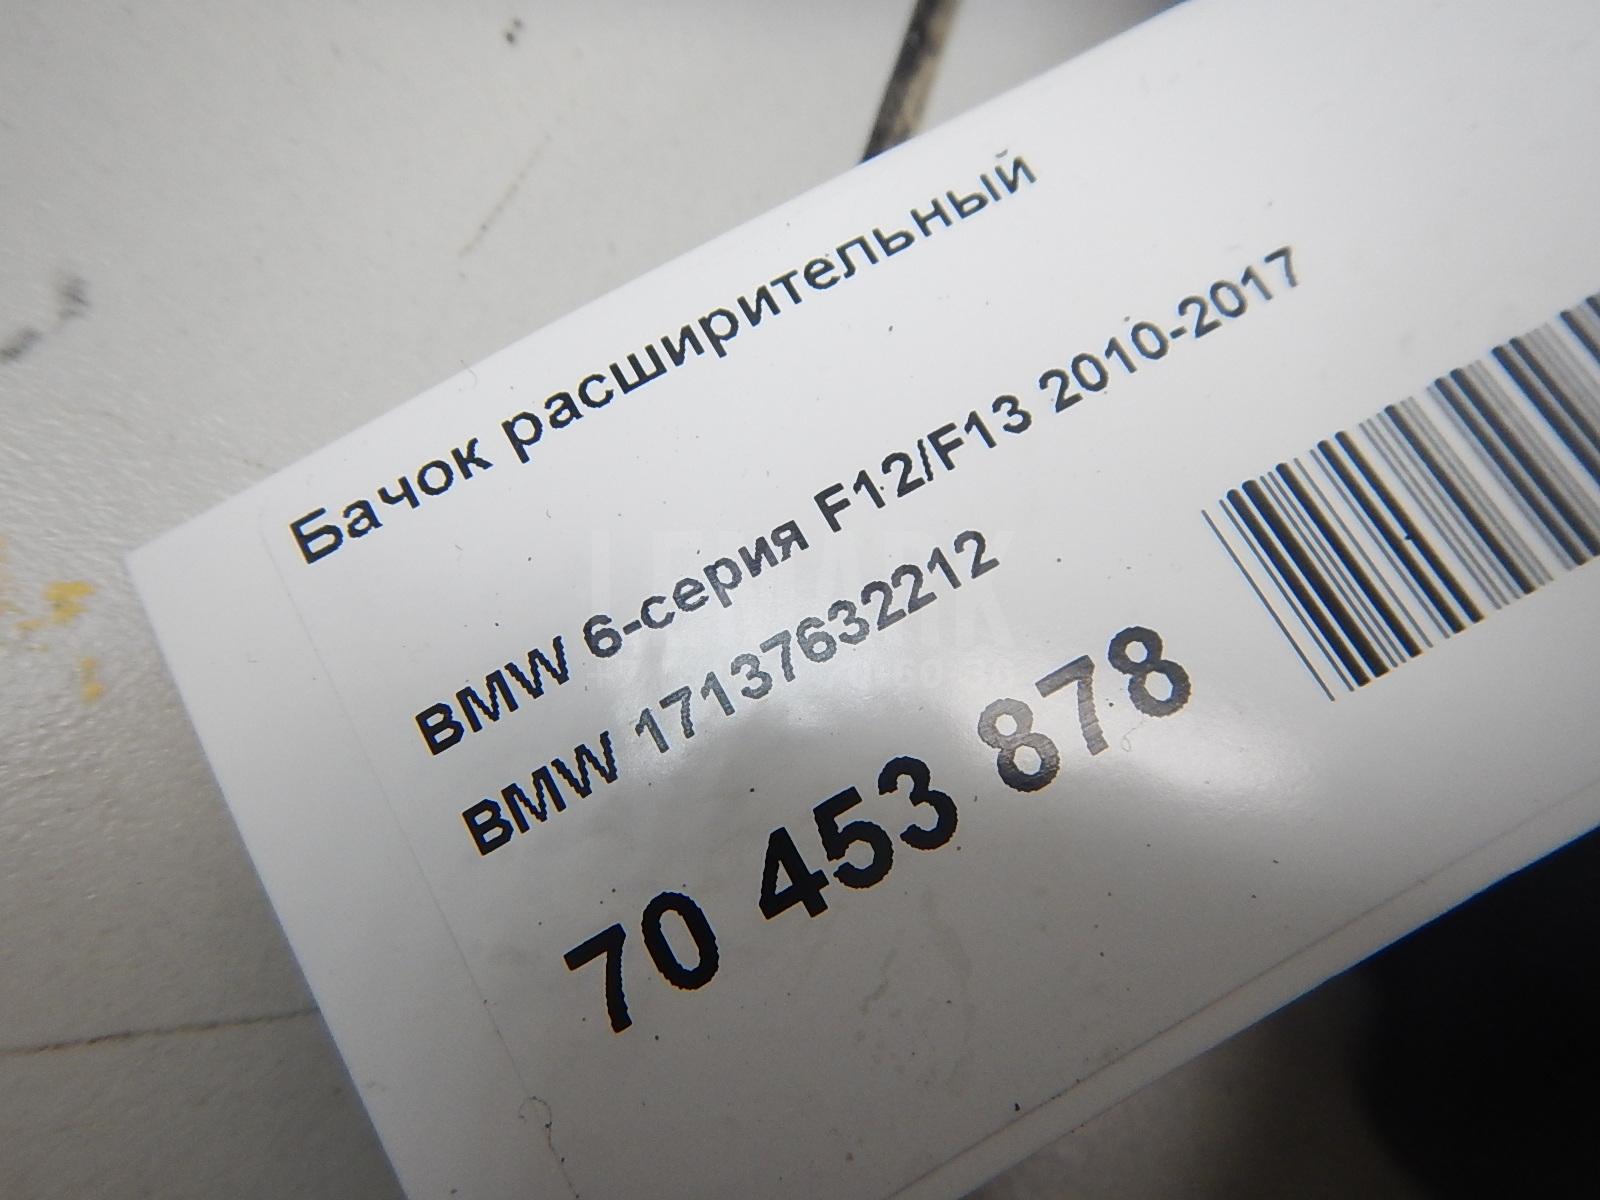 Бачок расширительный
BMW 6-серия F12/F13 2010-2017
BMW 17137632212
70 453 878